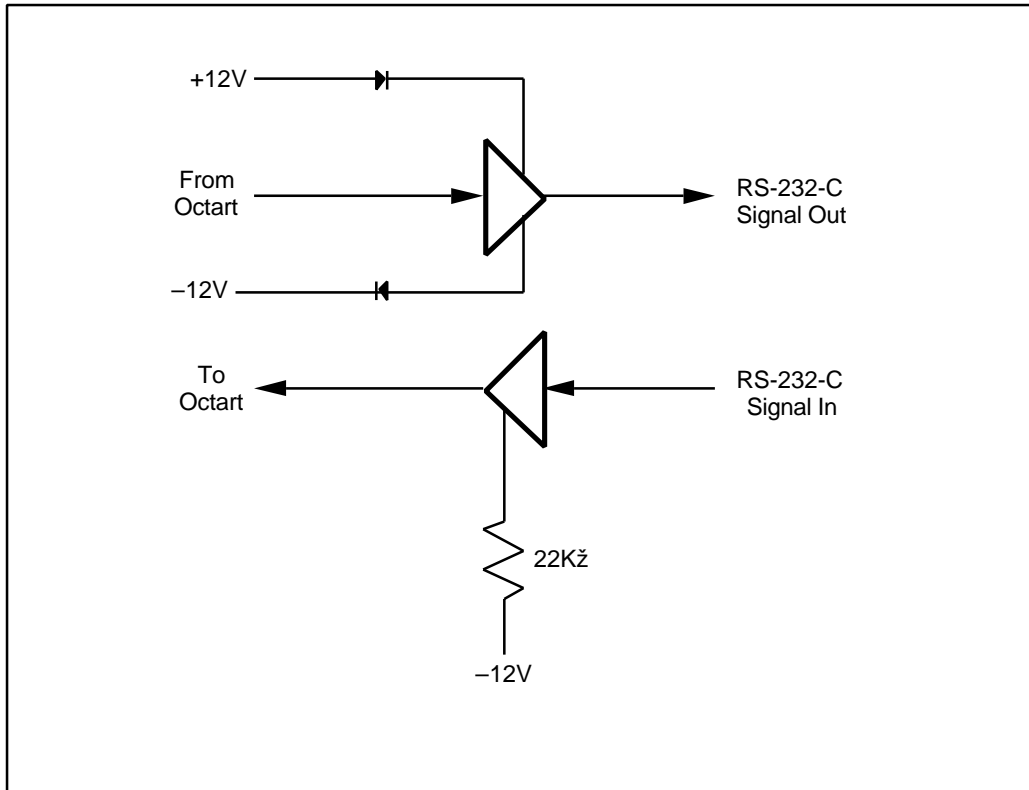 +12V
From
Octart
RS-232-C
Signal Out
–12V
To
Octart
RS-232-C
Signal In
22Kž
–12V